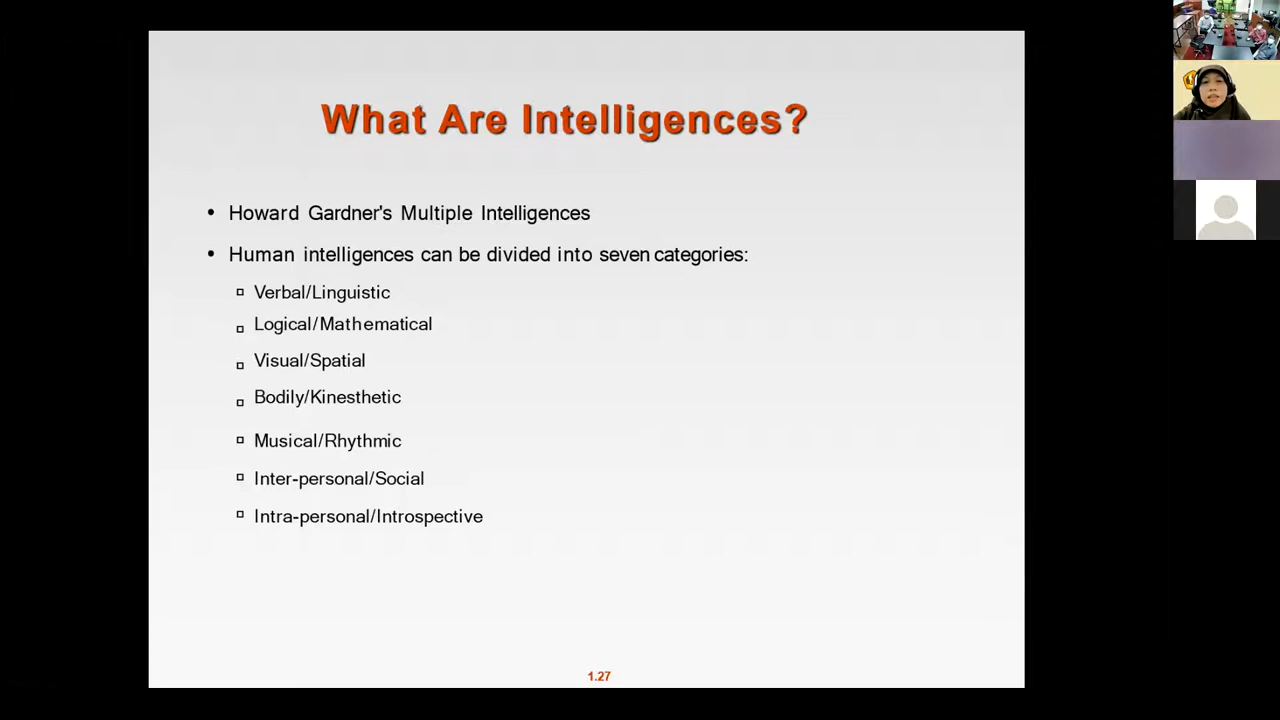 What Are Intelligences?
• Howard Gardner's Multiple Intelligences
• Human intelligences can be divided into seven categories:
Verbal/Linguistic
Logical/Mathematical
Visual/Spatial
Bodily/Kinesthetic
Musical/Rhythmic
Inter-personal/Social
Intra-personal/Introspective
1.27